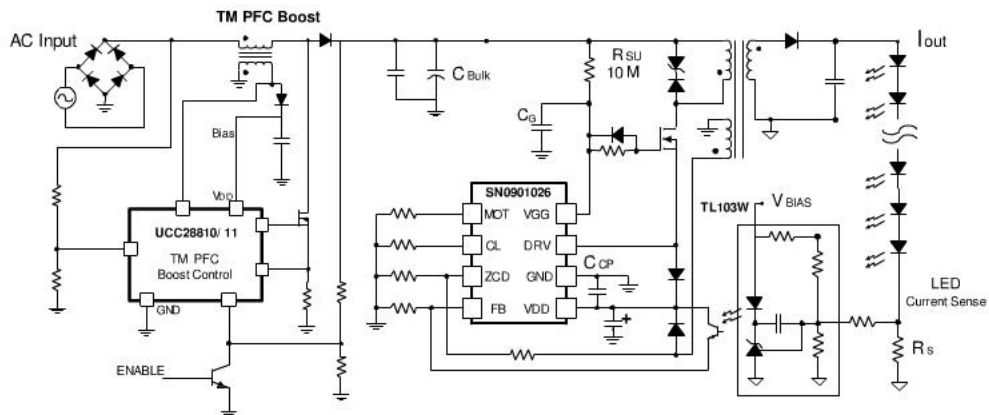 TM PFC Boost
AC Input
Iout
RSU
10 M
CBulk
CG
Bias
VDD
SN0901026
MOT
VGG
CL
DRV
ZCD
GND
FB
VDD
CCP
UCC28810/ 11
TM PFC
Boost Control
GND
ENABLE
TL103W
VBIAS
LED
Current Sense
RS
+